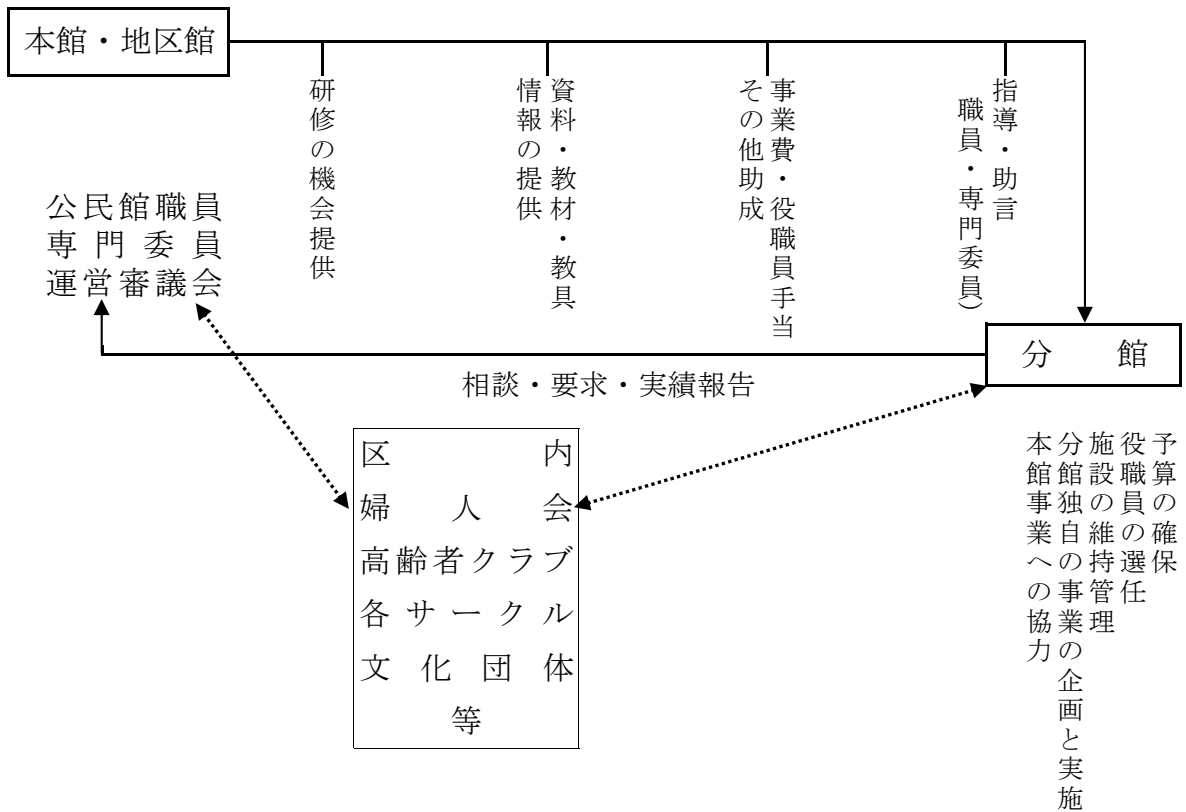 本館・地区館
研修の機会提供
資料・教材・教具
情報の提供
事業費・役職員手当
その他助成
指導・助言
職員・専門委員）
公民館職員
専門委員
運営審議会
分館
相談・要求・実績報告
区内
婦人会
高齢者クラブ
各サークル
文化団体
等
予算の確保
役職員の選任
施設の維持管理
分館独自の事業の企画と実施
本館事業への協力